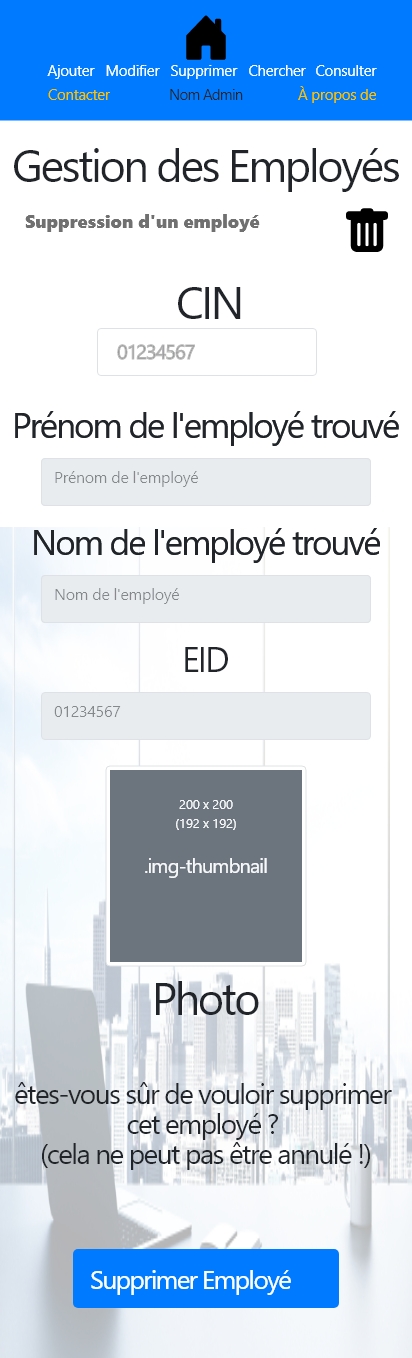 Ajouter Modifier Supprimer Chercher Consulter
Contacter Nom Admin À propos de
Gestion des Employés
Suppression d'un employé
CIN
01234567
Prénom de l'employé trouvé
Prénom de l'employé
Nom de l'employé trouvé
Nom de l'employé
EID
01234567
200 x 200
(192 x 192)
.img-thumbnail
Photo
êtes-vous sûr de vouloir supprimer
cet employé ?
(cela ne peut pas être annulé !)
Supprimer Employé